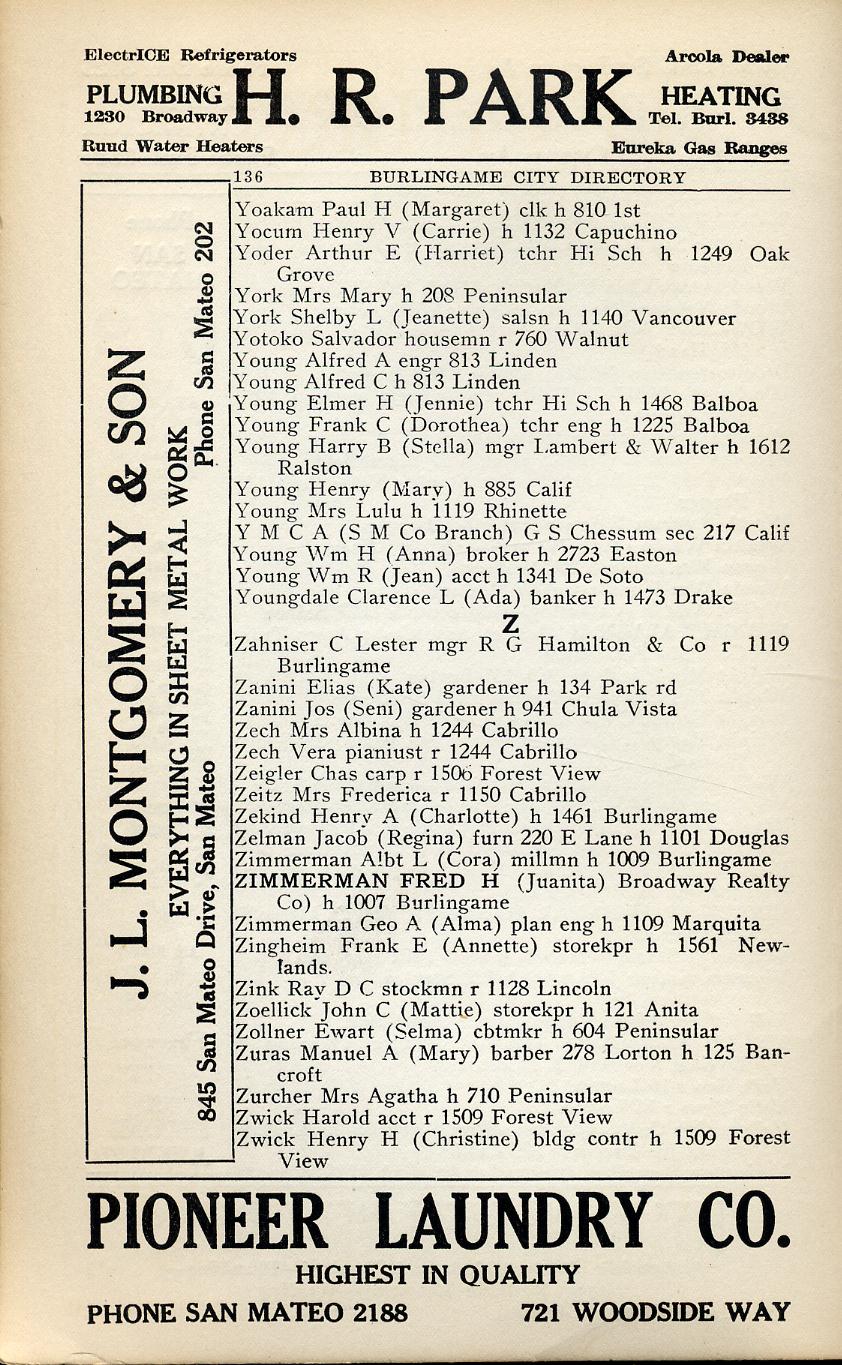 ElectrICE Refrigerators
Arcola Dealer
PLUMBING
1230 Broadway
H. R. PARK
HEATING
Tel. Burl. 3438
Ruud Water Heaters
Eureka Gas Ranges
136 BURLINGAME CITY DIRECTORY
J. L. MONTGOMERY & SON
EVERYTHING IN SHEET METAL WORK
845 San Mateo Drive, San Mateo Phone San Mateo 202
Yoakam Paul H (Margaret) clk h 810 1st
Yocum Henry V (Carrie) h 1132 Capuchino
Yoder Arthur E (Harriet) tchr Hi Sch h 1249 Oak
Grove
York Mrs Mary h 208 Peninsular
York Shelby L (Jeanette) salsn h 1140 Vancouver
Yotoko Salvador housemn r 760 Walnut
Young Alfred A engr 813 Linden
Young Alfred C h 813 Linden
Young Elmer H (Jennie) tchr Hi Sch h 1468 Balboa
Young Frank C (Dorothea) tchr eng h 1225 Balboa
Young Harry B (Stella) mgr Lambert & Walter h 1612
Ralston
Young Henry (Mary) h 885 Calif
Young Mrs Lulu h 1119 Rhinette
Y M C A (S M Co Branch) G S Chessum sec 217 Calif
Young Wm H (Anna) broker h 2723 Easton
Young Wm R (Jean) acct h 1341 De Soto
Youngdale Clarence L (Ada) banker h 1473 Drake
Z
Zahniser C Lester mgr R G Hamilton & Co r 1119
Burlingame
Zanini Elias (Kate) gardener h 134 Park rd
Zanini Jos (Seni) gardener h 941 Chula Vista
Zech Mrs Albina h 1244 Cabrillo
Zech Vera pianiust r 1244 Cabrillo
Zeigler Chas carp r 1506 Forest View
Zeitz Mrs Frederica r 1150 Cabrillo
Zekind Henry A (Charlotte) h 1461 Burlingame
Zelman Jacob (Regina) furn 220 E Lane h 1101 Douglas
Zimmerman Albt L (Cora) millmn h 1009 Burlingame
ZIMMERMAN FRED H (Juanita) Broadway Realty
Co) h 1007 Burlingame
Zimmerman Geo A (Alma) plan eng h 1109 Marquita
Zingheim Frank E (Annette) storekpr h 1561 New-
lands.
Zink Ray D C stockmn r 1128 Lincoln
Zoellick John C (Mattie) storekpr h 121 Anita
Zollner Ewart (Selma) cbtmkr h 604 Peninsular
Zuras Manuel A (Mary) barber 278 Lorton h 125 Ban-
croft
Zurcher Mrs Agatha h 710 Peninsular
Zwick Harold acct r 1509 Forest View
Zwick Henry H (Christine) bldg contr h 1509 Forest
View
PIONEER LAUNDRY CO.
HIGHEST IN QUALITY
PHONE SAN MATEO 2188 721 WOODSIDE WAY